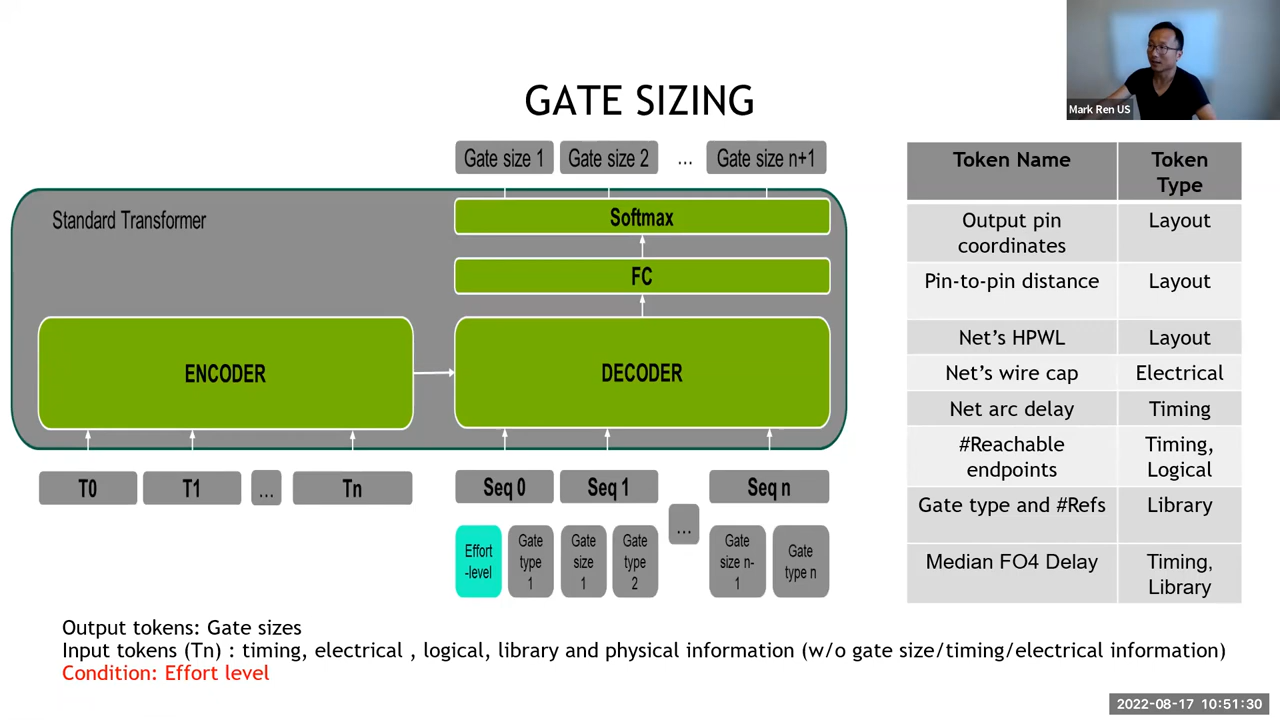 Mark Ren US
GATE SIZING
Gate size 1 Gate size 2 ... Gate size n+1
Standard Transformer
Softmax
FC
ENCODER
DECODER
T0 T1 ... Tn
Seq 0 Seq 1 ... Seq n
Effort
-level
Gate
type
1
Gate
size
1
Gate
type
2
Gate
size n-
1
Gate
type n
Token Name Token
Type
Output pin
coordinates
Layout
Pin-to-pin distance Layout
Net's HPWL Layout
Net's wire cap Electrical
Net arc delay Timing
#Reachable
endpoints
Timing,
Logical
Gate type and #Refs Library
Median FO4 Delay Timing,
Library
Output tokens: Gate sizes
Input tokens (Tn) : timing, electrical , logical, library and physical information (w/o gate size/timing/electrical information)
Condition: Effort level
2022-08-17 10:51:30